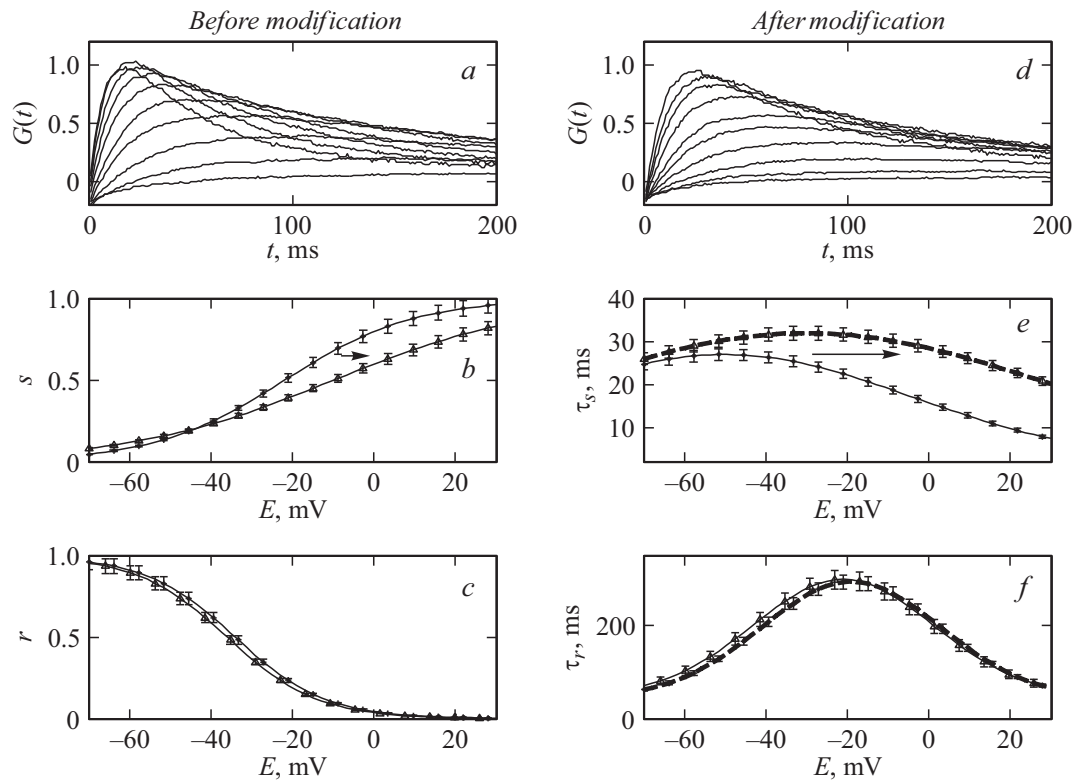 Before modification
After modification
1.0
0.5
0
G(t)
a
0
100
200
t, ms
1.0
0.5
0
G(t)
d
0
100
200
t, ms
1.0
0.5
0
s
b
–60
–40
–20
0
20
E, mV
40
30
20
10
τs, ms
e
–60
–40
–20
0
20
E, mV
1.0
0.5
0
r
c
–60
–40
–20
0
20
E, mV
200
0
τr, ms
f
–60
–40
–20
0
20
E, mV